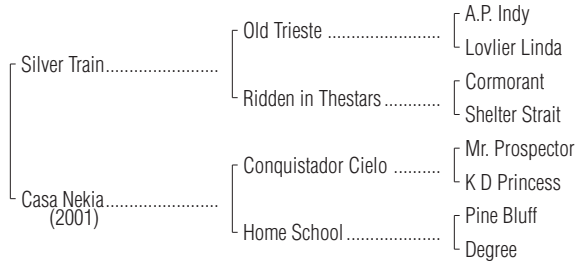 A.P. Indy
Old Trieste ......................
Lovlier Linda
Silver Train......................
Cormorant
Ridden in Thestars ...........
Shelter Strait
Mr. Prospector
Conquistador Cielo .........
K D Princess
Casa Nekia......................
(2001)
Pine Bluff
Home School..................
Degree